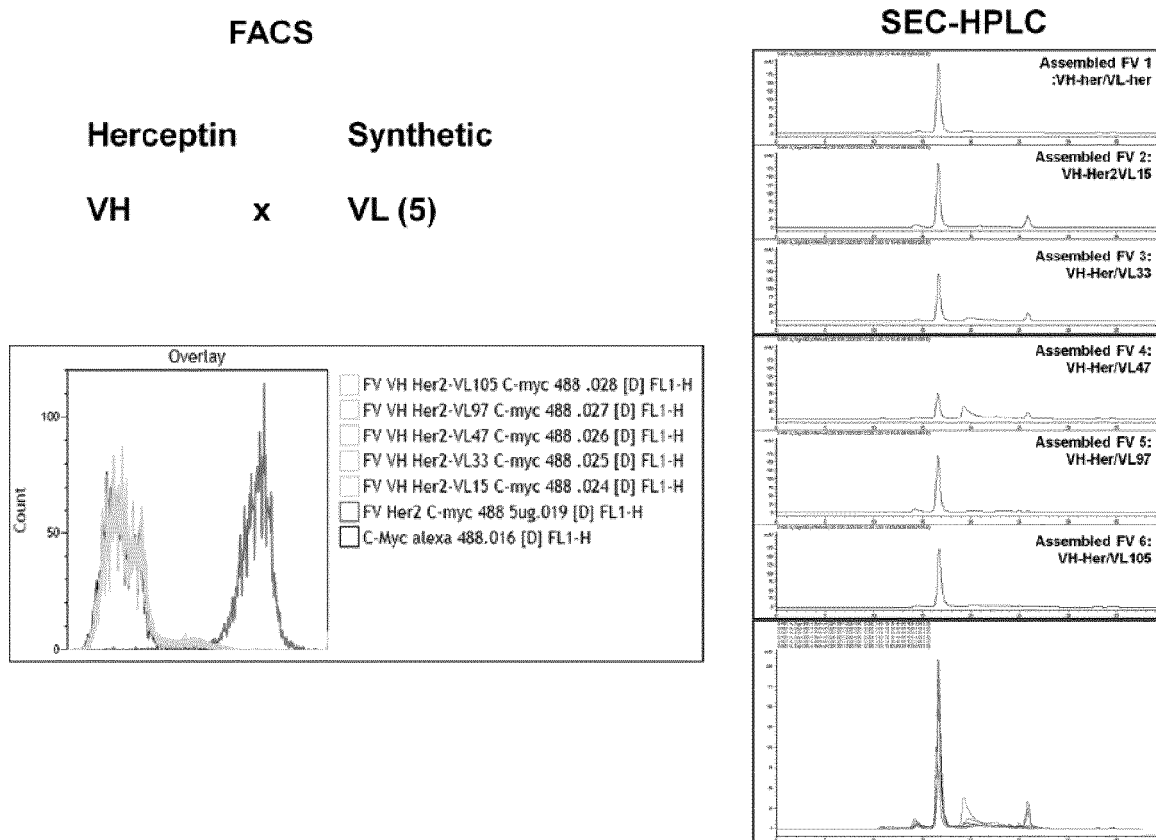 FACS
Herceptin Synthetic
VH x VL (5)
Overlay
Count
100
50
0
FV VH Her2-VL105 C-myc 488 .028 [D] FL1-H
FV VH Her2-VL97 C-myc 488 .027 [D] FL1-H
FV VH Her2-VL47 C-myc 488 .026 [D] FL1-H
FV VH Her2-VL33 C-myc 488 .025 [D] FL1-H
FV VH Her2-VL15 C-myc 488 .024 [D] FL1-H
FV Her2 C-myc 488 5ug.019 [D] FL1-H
C-Myc alexa 488.016 [D] FL1-H
SEC-HPLC
Assembled FV 1
:VH-her/VL-her
Assembled FV 2:
VH-Her2VL15
Assembled FV 3:
VH-Her/VL33
Assembled FV 4:
VH-Her/VL47
Assembled FV 5:
VH-Her/VL97
Assembled FV 6:
VH-Her/VL105